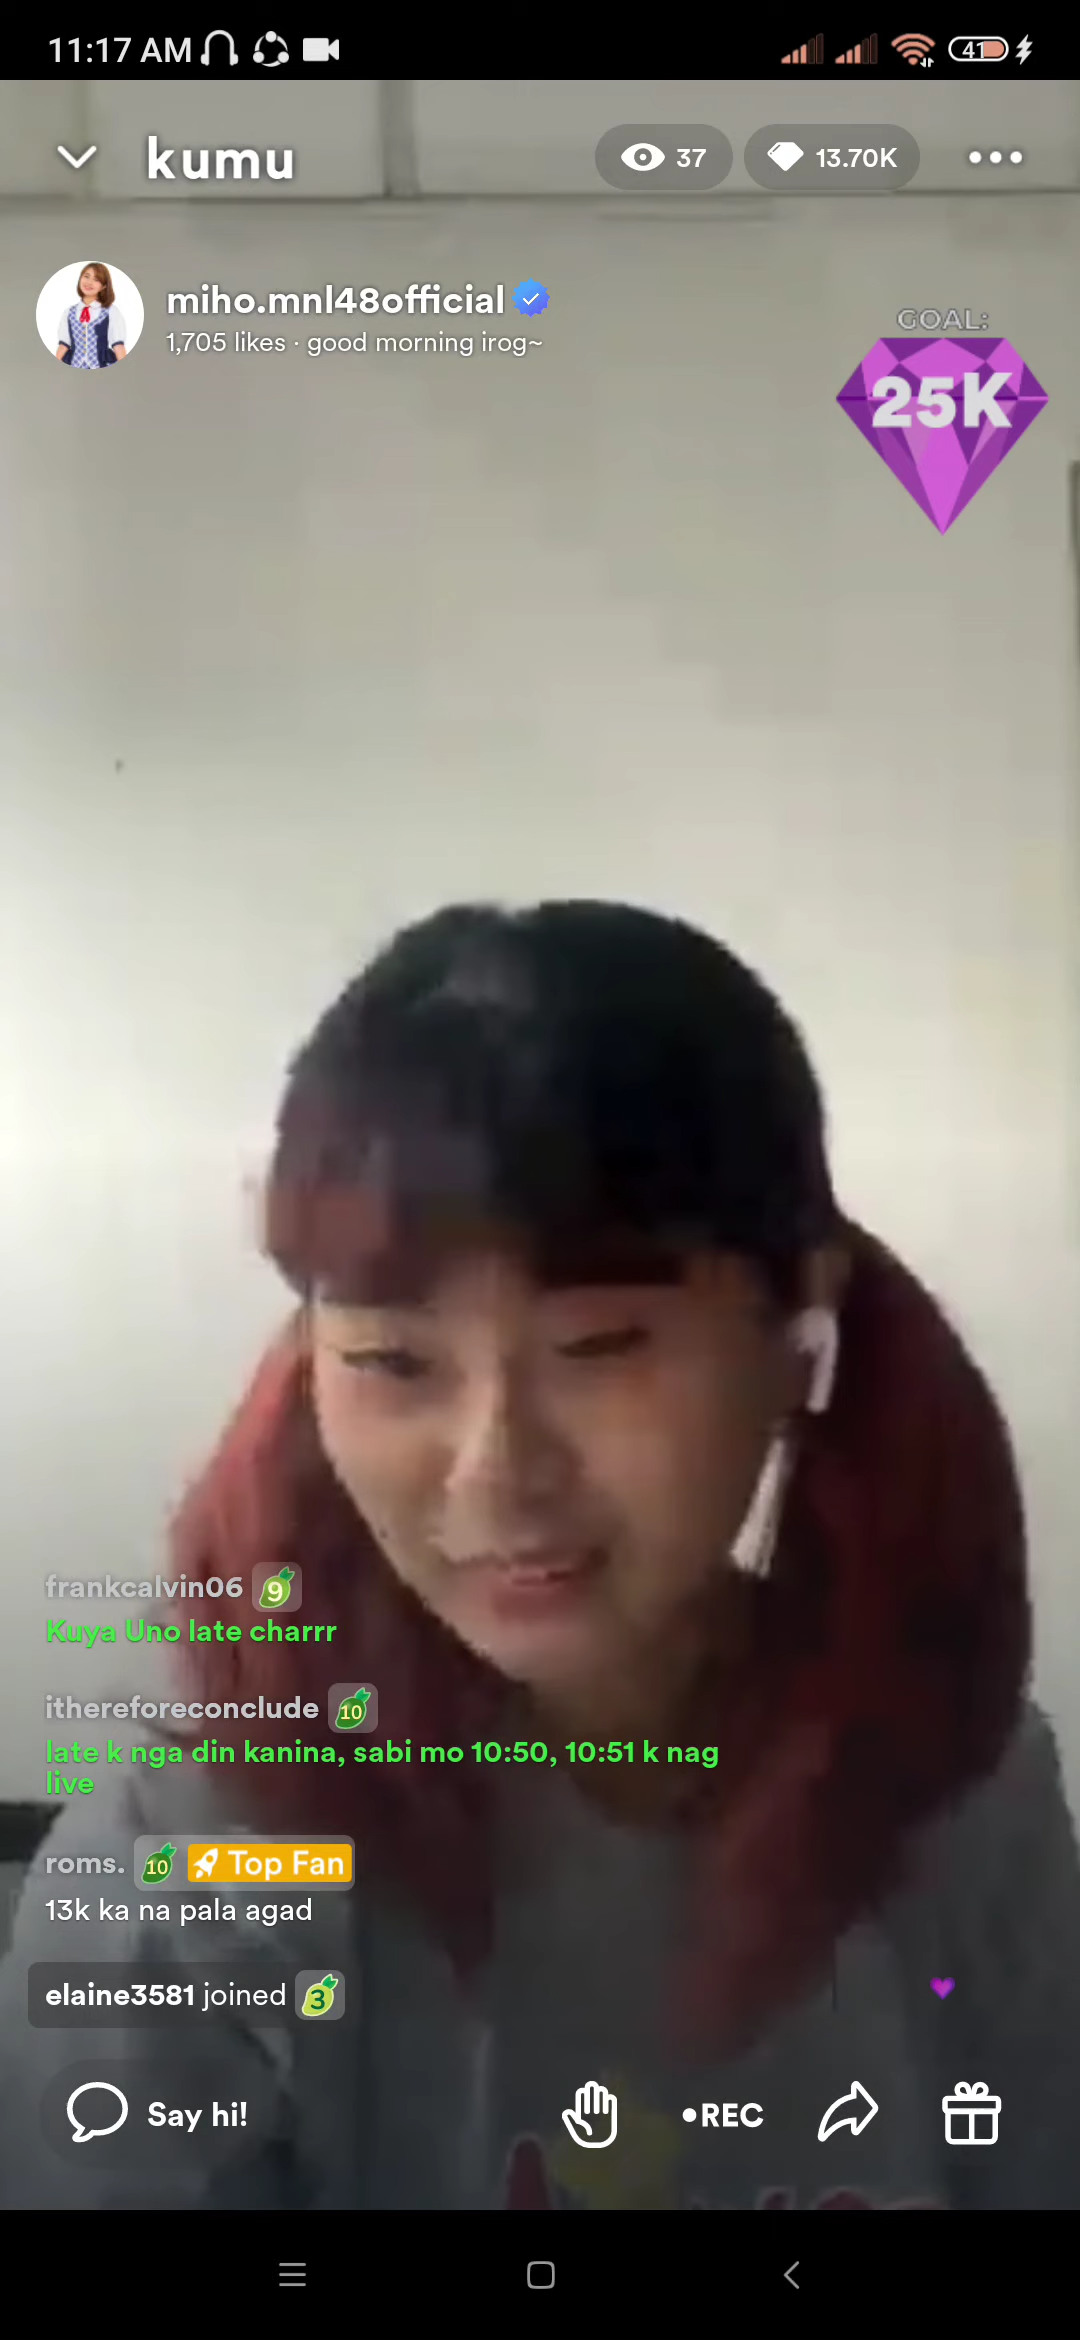 11:17 AM
41
kumu
37
13.70K
miho.mnl48official
1,705 likes · good morning irog~
GOAL:
25K
frankcalvin06 9
Kuya Uno late charrr
ithereforeconclude 10
late k nga din kanina, sabi mo 10:50, 10:51 k nag
live
roms. 10 Top Fan
13k ka na pala agad
elaine3581 joined 3
Say hi!
•REC